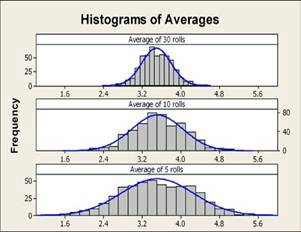 Histograms of Averages
Average of 30 rolls
50
25
0
1.6 2.4 3.2 4.0 4.8 5.6
Average of 10 rolls
80
40
0
1.6 2.4 3.2 4.0 4.8 5.6
Average of 5 rolls
50
25
0
1.6 2.4 3.2 4.0 4.8 5.6
Frequency